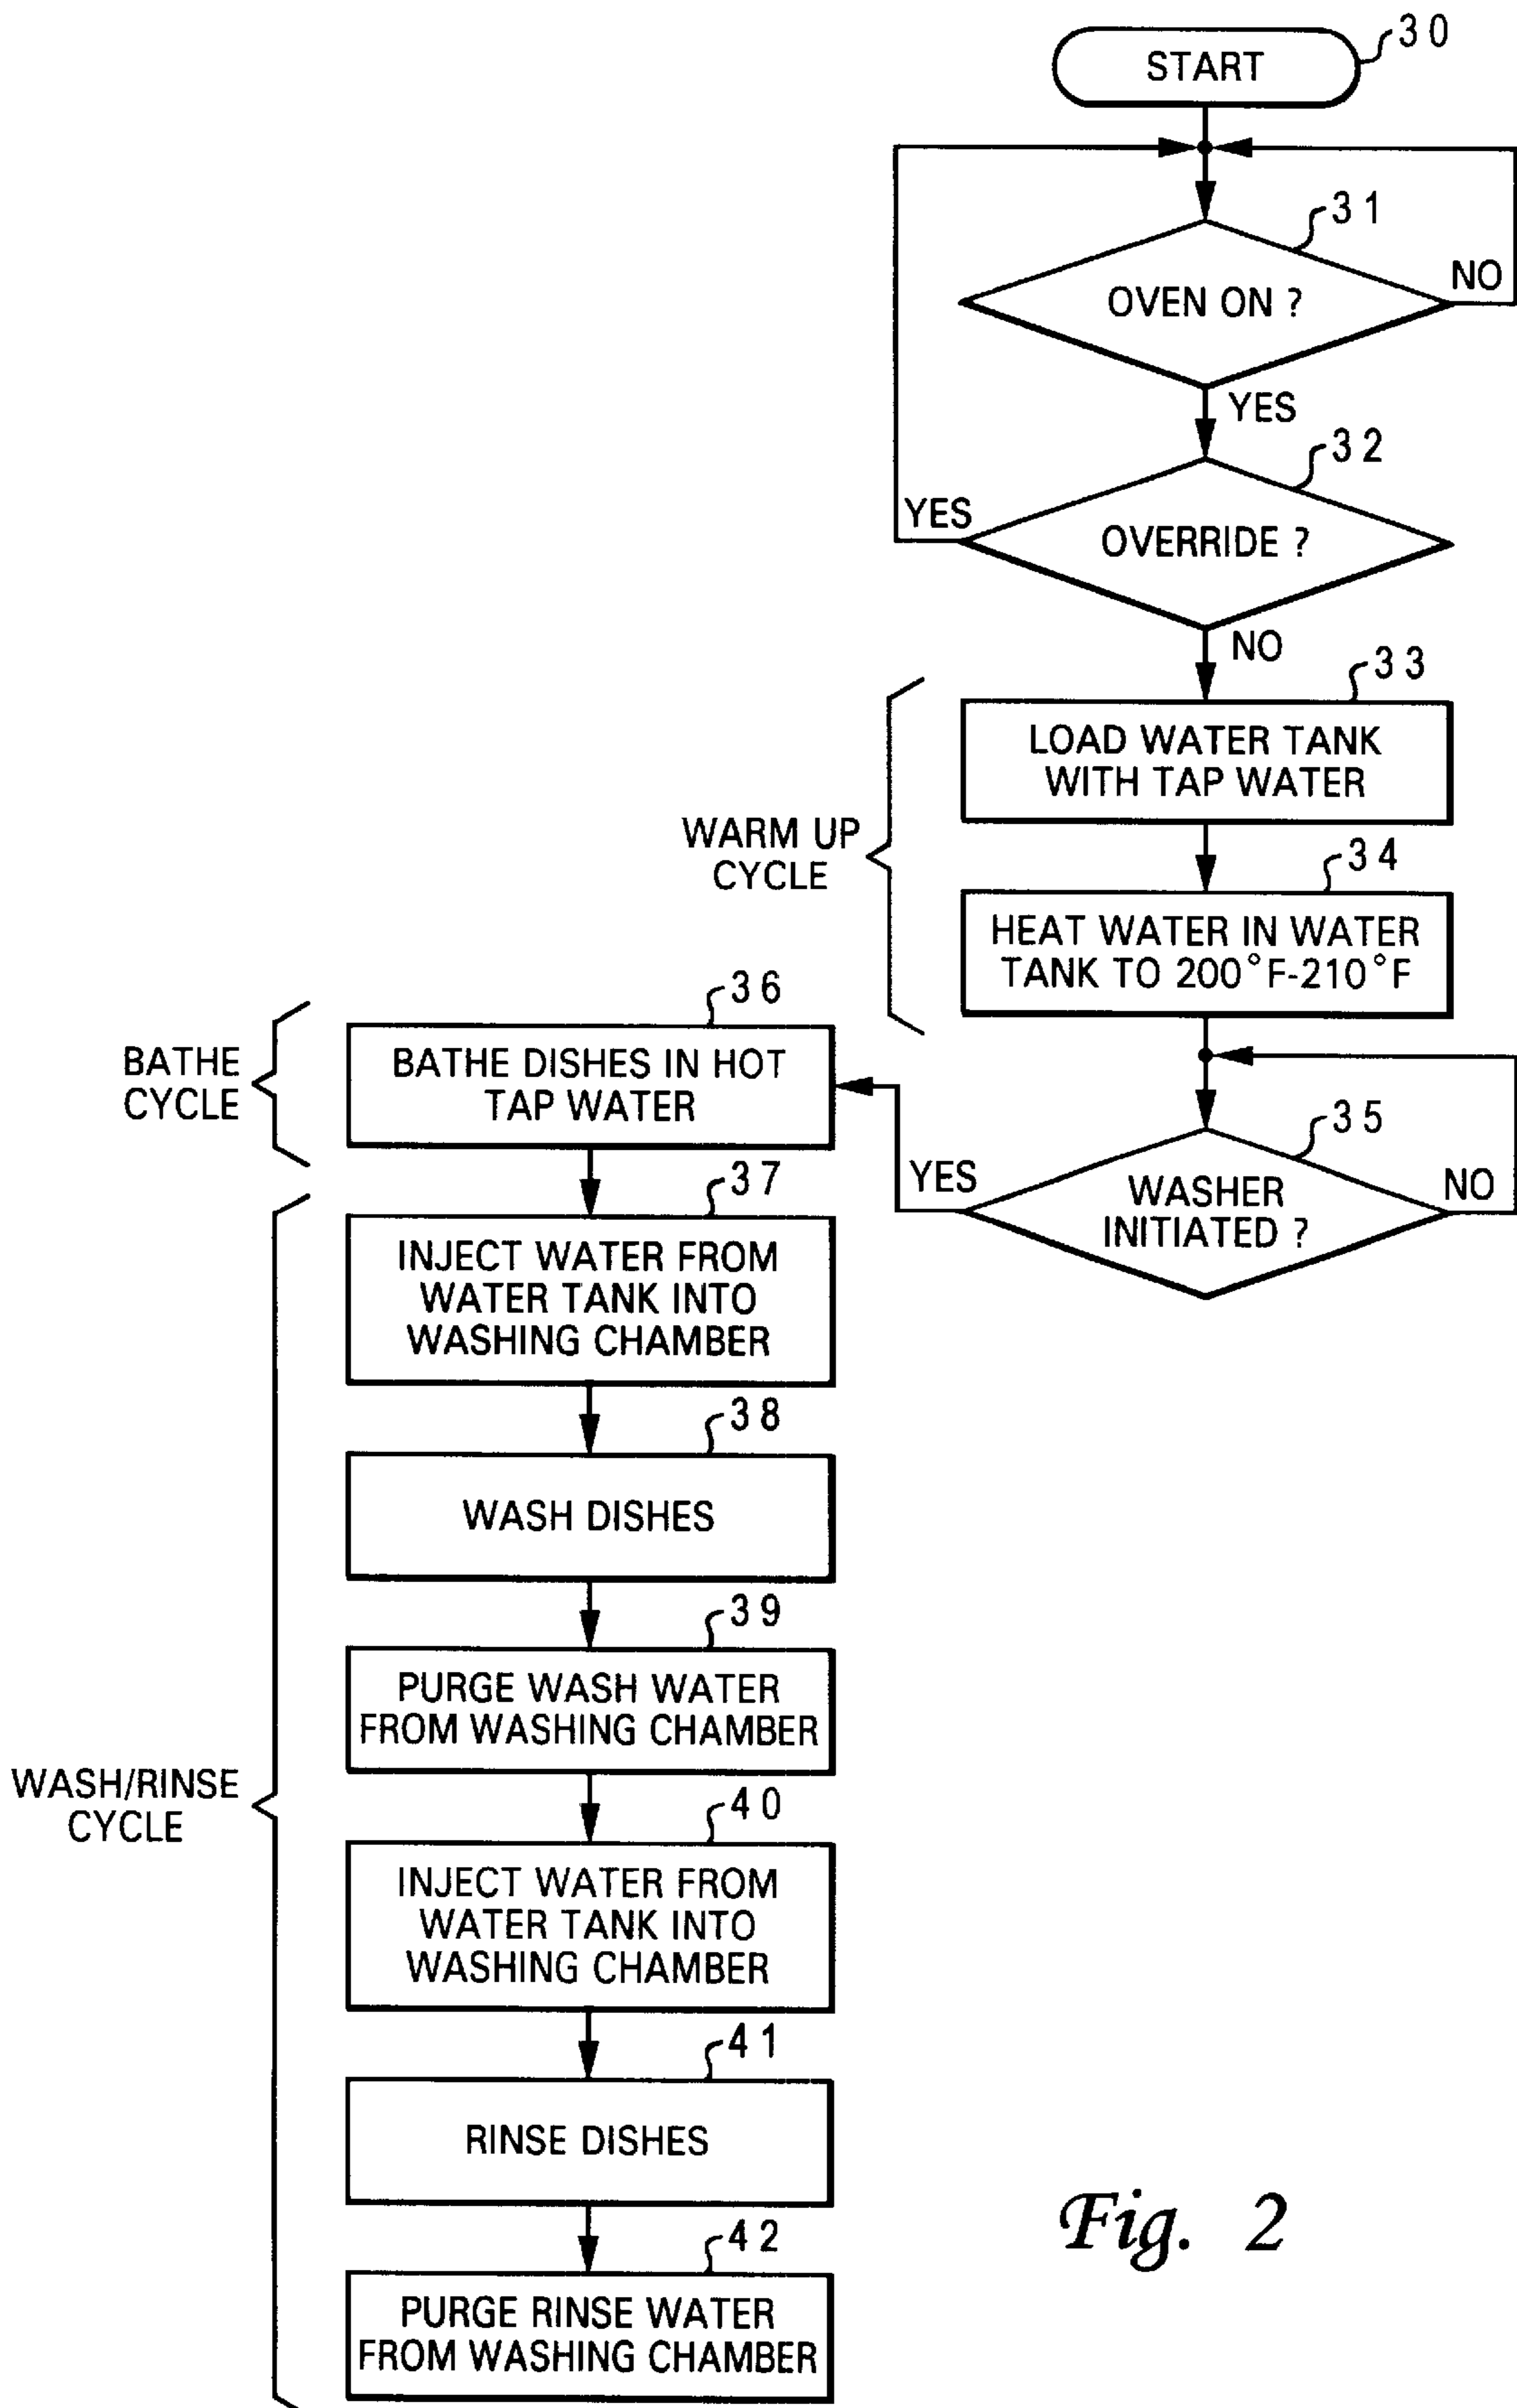 START
30
31
OVEN ON ?
NO
YES
32
YES
OVERRIDE ?
NO
33
LOAD WATER TANK
WITH TAP WATER
WARM UP
CYCLE
34
HEAT WATER IN WATER
TANK TO 200°F-210°F
35
WASHER
INITIATED ?
NO
YES
36
BATHE
CYCLE
BATHE DISHES IN HOT
TAP WATER
37
INJECT WATER FROM
WATER TANK INTO
WASHING CHAMBER
38
WASH DISHES
39
PURGE WASH WATER
FROM WASHING CHAMBER
WASH/RINSE
CYCLE
40
INJECT WATER FROM
WATER TANK INTO
WASHING CHAMBER
41
RINSE DISHES
42
PURGE RINSE WATER
FROM WASHING CHAMBER
Fig. 2